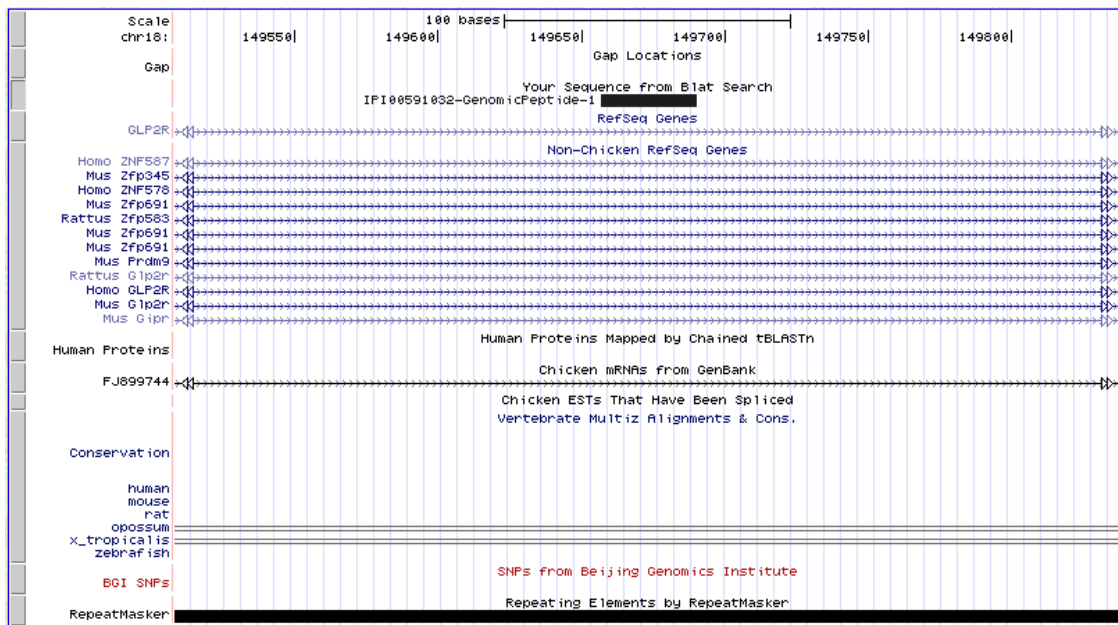 Scale 100 bases
chr18: 149550| 149600| 149650| 149700| 149750| 149800|
Gap Locations
Gap
Your Sequence from Blat Search
IPI00591032-GenomicPeptide-1
RefSeq Genes
GLP2R
Non-Chicken RefSeq Genes
Homo ZNF587
Mus Zfp345
Homo ZNF578
Mus Zfp691
Rattus Zfp583
Mus Zfp691
Mus Zfp691
Mus Prdm9
Rattus Glp2r
Homo GLP2R
Mus Glp2r
Mus Gipr
Human Proteins Mapped by Chained tBLASTn
Human Proteins
Chicken mRNAs from GenBank
FJ899744
Chicken ESTs That Have Been Spliced
Vertebrate Multiz Alignments & Cons.
Conservation
human
mouse
rat
opossum
x_tropicalis
zebrafish
SNPs from Beijing Genomics Institute
BGI SNPs
Repeating Elements by RepeatMasker
RepeatMasker